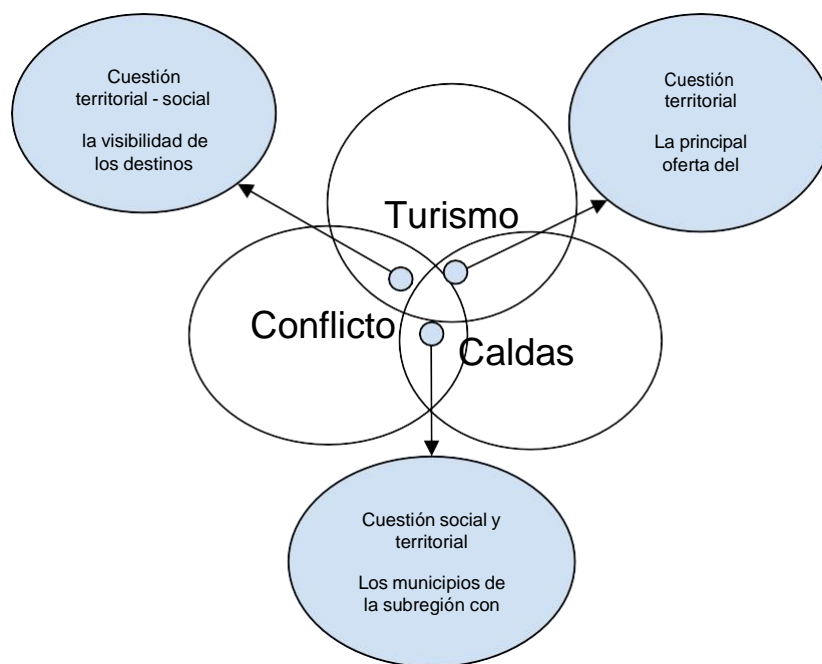 Cuestión
territorial - social
la visibilidad de
los destinos
Cuestión
territorial
La principal
oferta del
Turismo
Conflicto
Caldas
Cuestión social y
territorial
Los municipios de
la subregión con